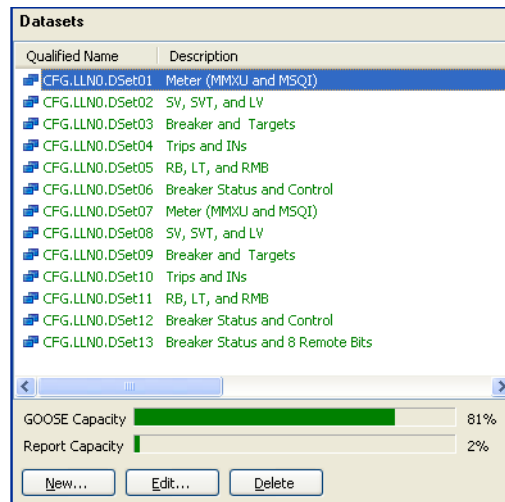 Datasets
Qualified Name Description
CFG.LLN0.DSet01 Meter (MMXU and MSQI)
CFG.LLN0.DSet02 SV, SVT, and LV
CFG.LLN0.DSet03 Breaker and Targets
CFG.LLN0.DSet04 Trips and INs
CFG.LLN0.DSet05 RB, LT, and RMB
CFG.LLN0.DSet06 Breaker Status and Control
CFG.LLN0.DSet07 Meter (MMXU and MSQI)
CFG.LLN0.DSet08 SV, SVT, and LV
CFG.LLN0.DSet09 Breaker and Targets
CFG.LLN0.DSet10 Trips and INs
CFG.LLN0.DSet11 RB, LT, and RMB
CFG.LLN0.DSet12 Breaker Status and Control
CFG.LLN0.DSet13 Breaker Status and 8 Remote Bits
GOOSE Capacity 81%
Report Capacity 2%
New... Edit... Delete